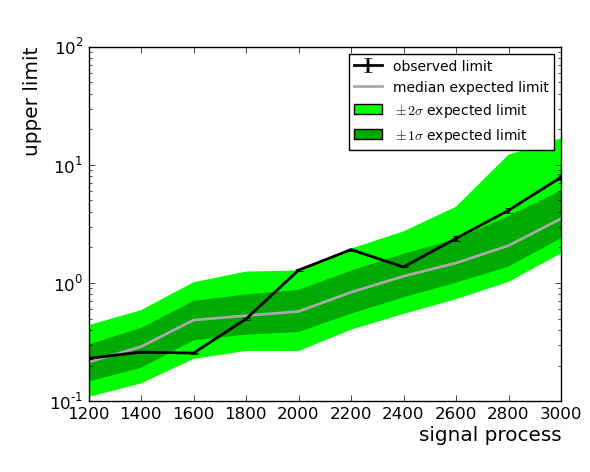 10^2
observed limit
median expected limit
±2σ expected limit
±1σ expected limit
upper limit
10^1
10^0
10^-1
1200 1400 1600 1800 2000 2200 2400 2600 2800 3000
signal process